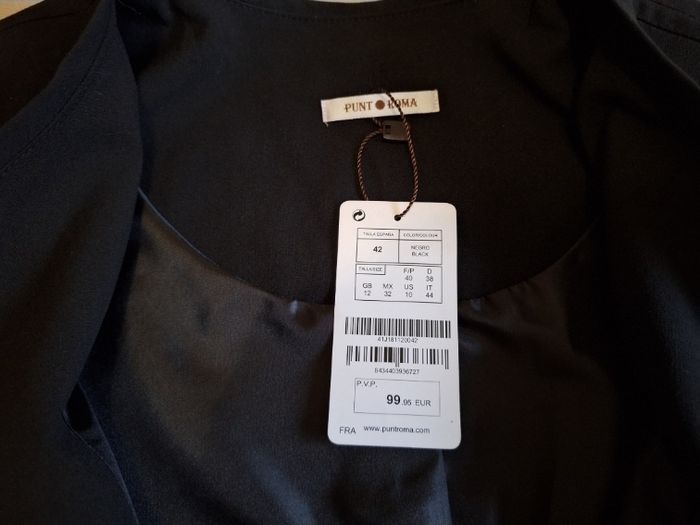 PUNT ROMA
TALLA ESPAÑA COLOR/COLOUR
42 NEGRO
BLACK
TALLA/SIZE F/P D
40 38
GB MX US IT
12 32 10 44
41J181120042
8434403936727
P.V.P.
99.95 EUR
FRA www.puntroma.com